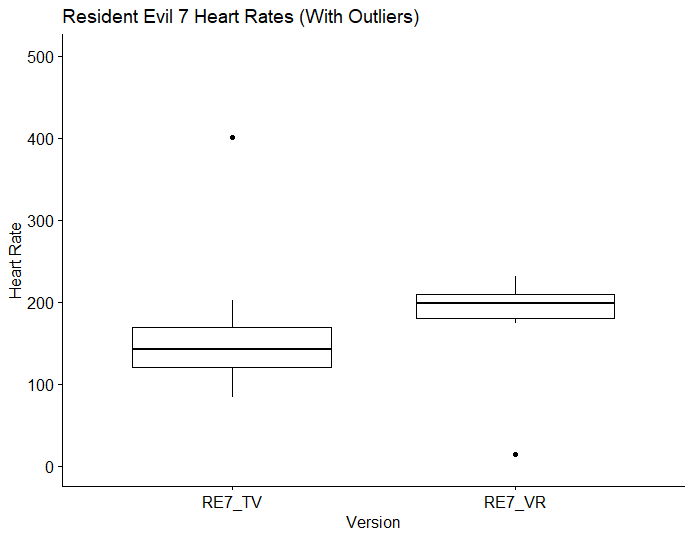 Resident Evil 7 Heart Rates (With Outliers)
500
400
300
200
100
0
Heart Rate
RE7_TV
RE7_VR
Version